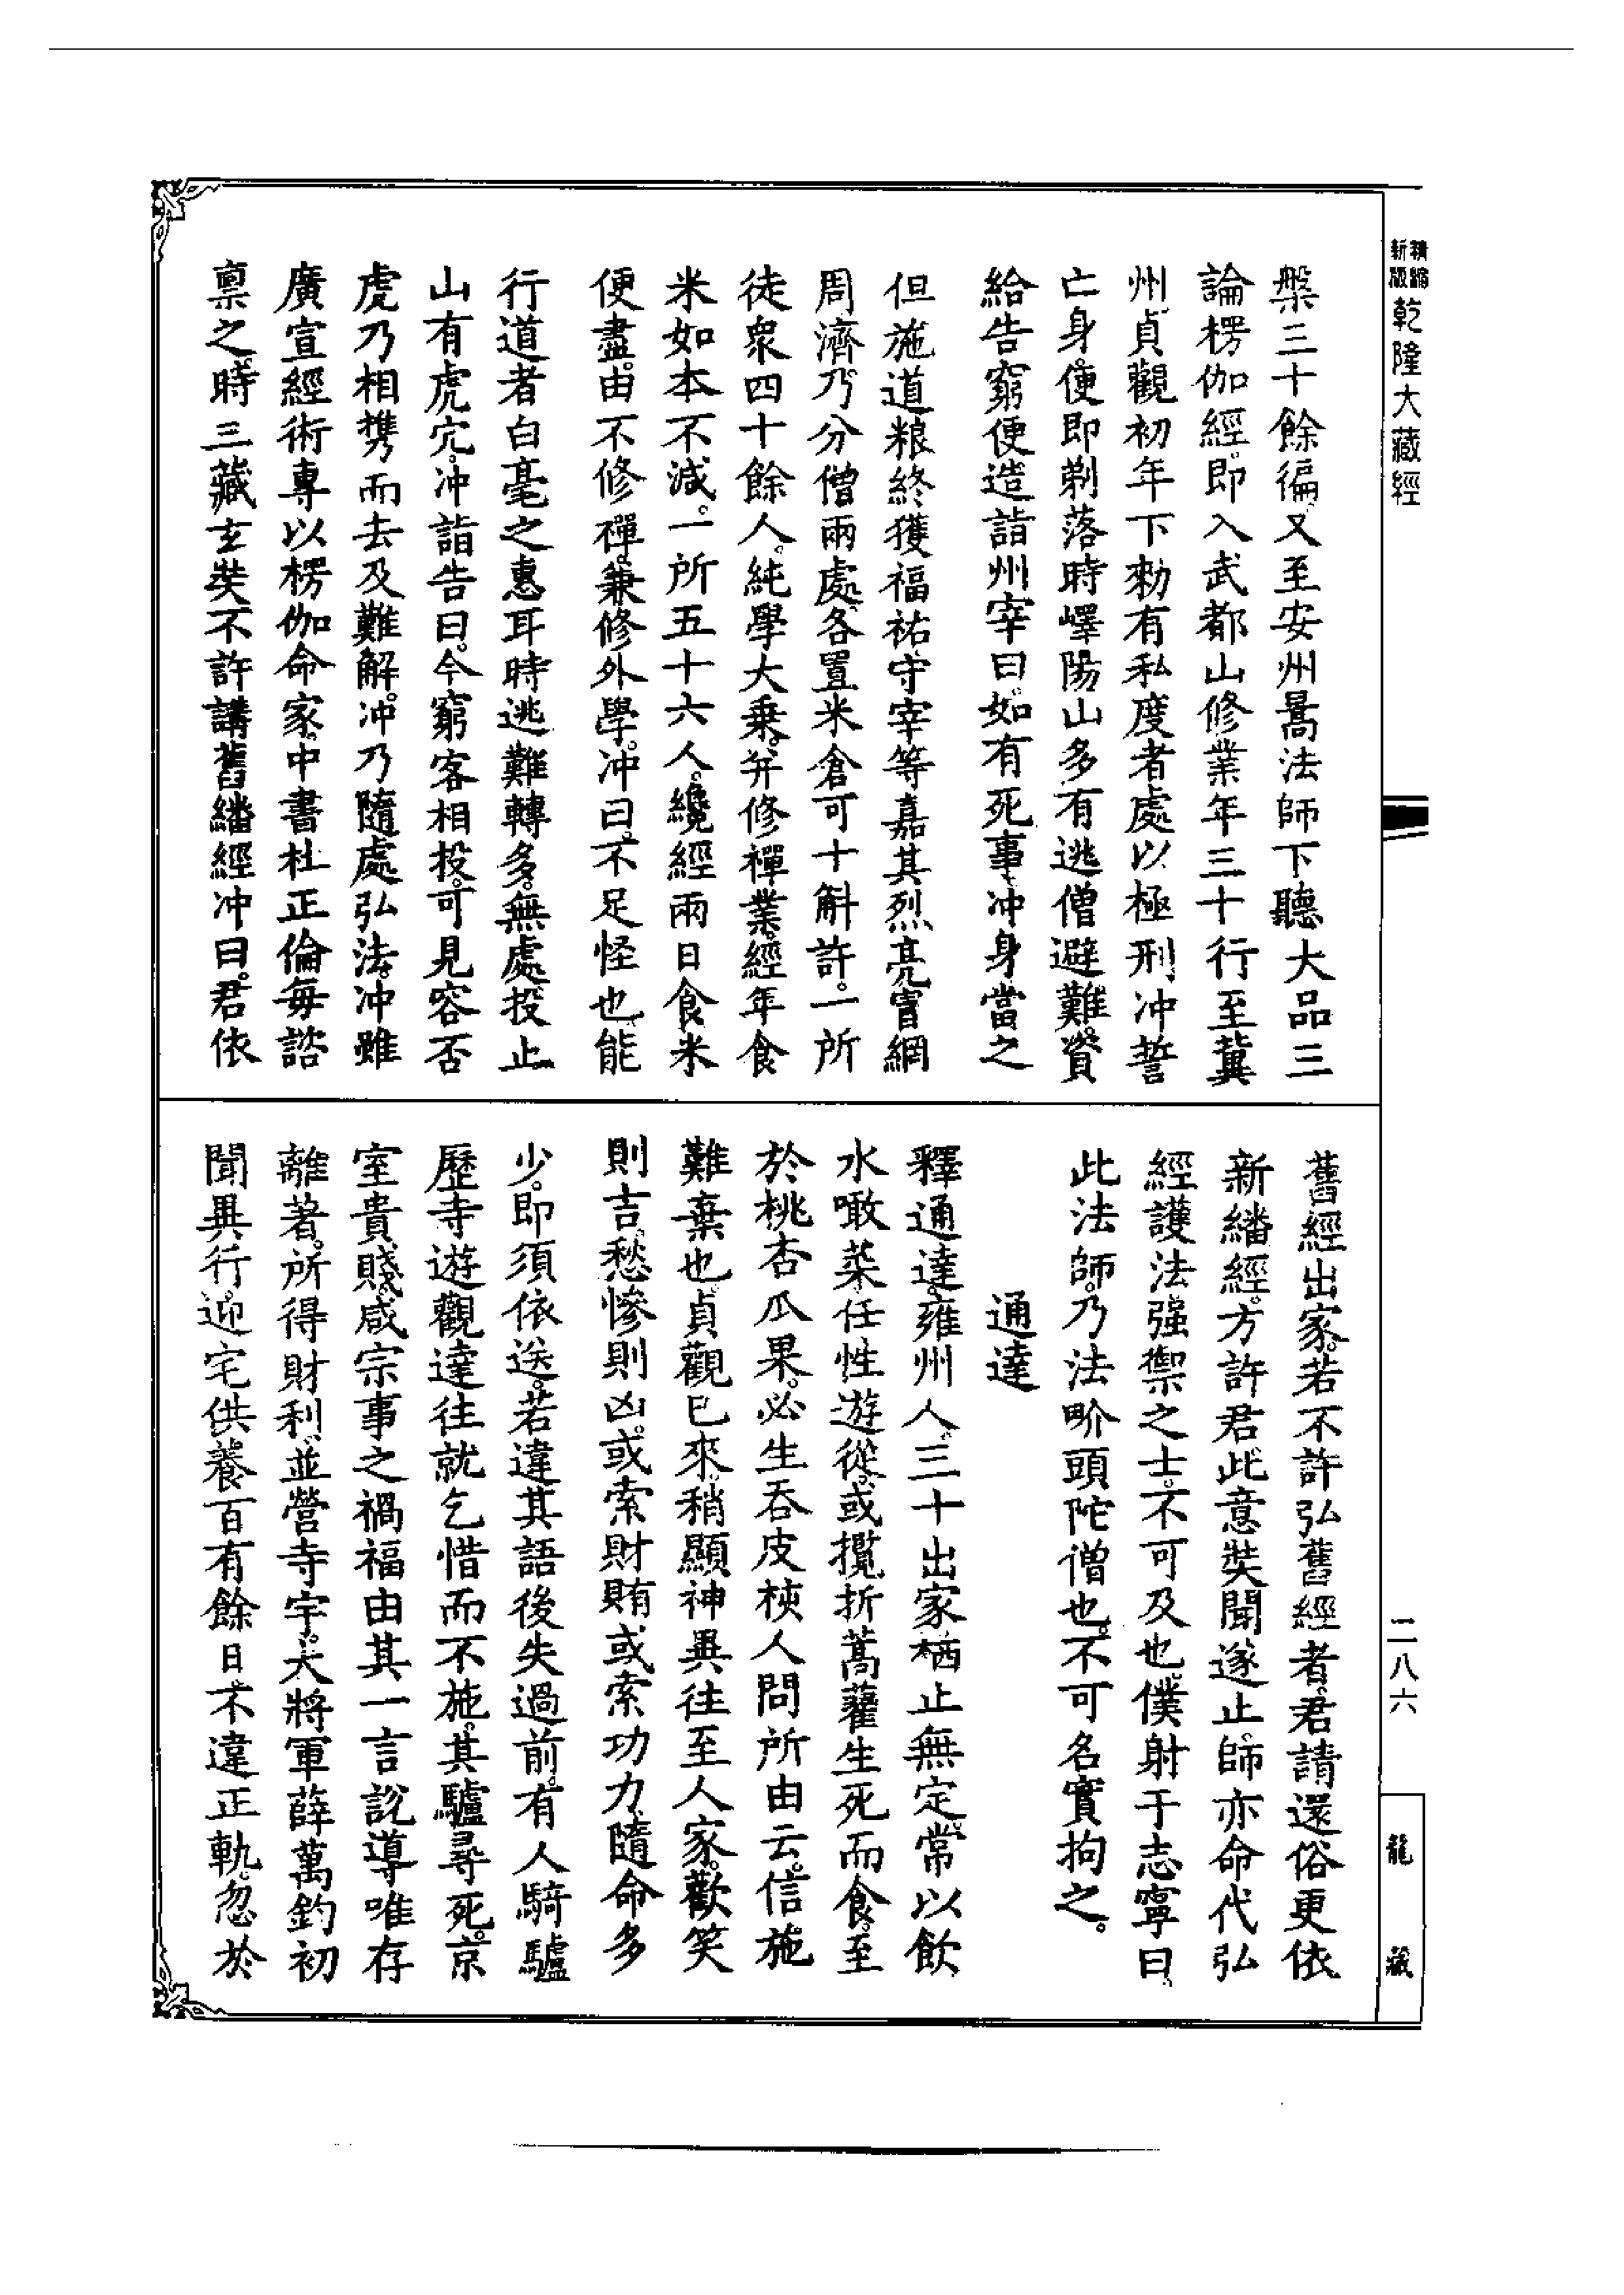 精縮新版 乾隆大藏經
槃三十餘徧。又至安州暠法師下聽大品三
論楞伽經。即入武都山修業年三十行至冀
州貞觀初年下勑有私度者處以極刑冲誓
亡身。便即剃落時嶧陽山多有逃僧避難。資
給告窮便造詣州宰曰。如有死事冲身當之
但施道粮終獲福祐。守宰等嘉其烈亮冒網
周濟。乃分僧兩處。各置米倉可十斛許。一所
徒衆四十餘人。純學大乗。并修禪業。經年食
米如本不減。一所五十六人。纔經兩日食米
便盡。由不修禪。兼修外學。冲曰。不足怪也。能
行道者白毫之惠耳時逃難轉多。無處投止
山有虎穴。冲詣告曰。今窮客相投。可見容否
虎乃相携而去及難解。冲乃隨處弘法。冲雖
廣宣經術專以楞伽命家。中書杜正倫每諮
禀之。時三藏玄奘不許講舊繙經冲曰。君依
舊經出家。若不許弘舊經者。君請還俗更依
新繙經。方許君此意奘聞遂止。師亦命代弘
經護法强禦之士。不可及也。僕射于志寧曰。
此法師。乃法界頭陀僧也。不可名實拘之。
通達
釋通達。雍州人。三十出家栖止無定。常以飲
水噉菜任性遊從。或攬折蒿藋生死而食。至
於桃杏瓜果。必生吞皮核人問所由云。信施
難棄也。貞觀已來。稍顯神異往至人家。歡笑
則吉。愁慘則凶。或索財賄或索功力。隨命多
少。即須依送。若違其語後失過前。有人騎驢
歷寺遊觀達往就乞惜而不施。其驢尋死。京
室貴賤。咸宗事之禍福由其一言說導唯存
離著。所得財利。並營寺宇。大將軍薛萬鈞初
聞異行。迎宅供養百有餘日。不違正軌。忽於
二八六
龍藏